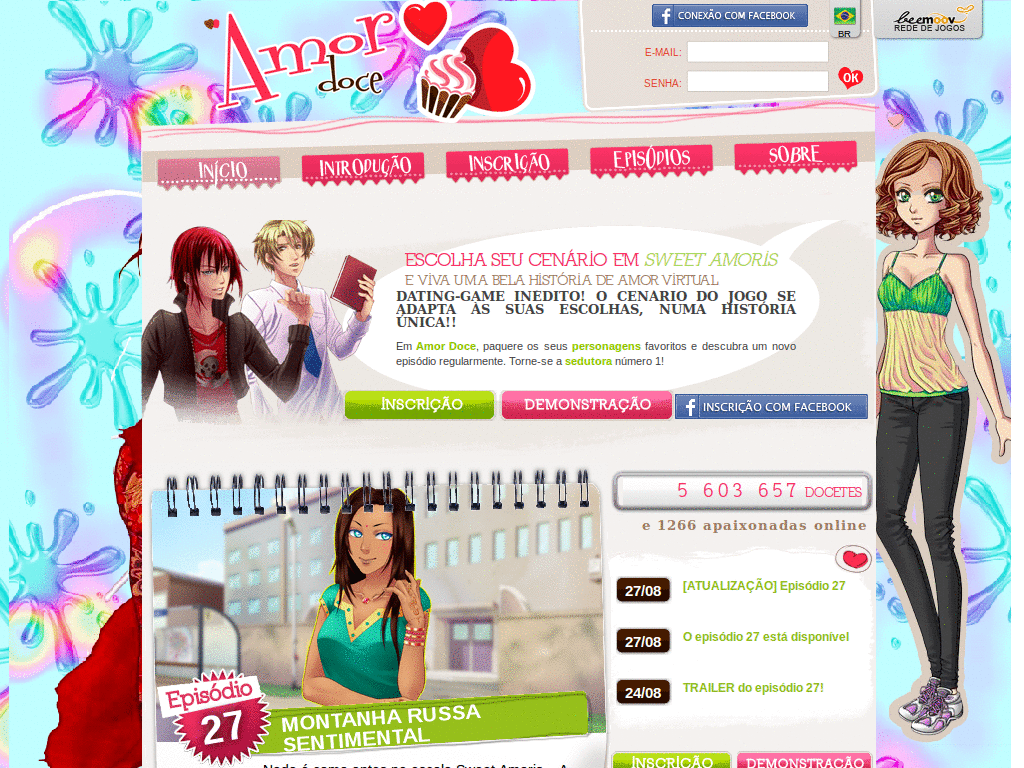 Amor
doce
CONEXÃO COM FACEBOOK
BR
beemoov
REDE DE JOGOS
E-MAIL:
SENHA:
OK
INÍCIO
INTRODUÇÃO
INSCRIÇÃO
EPISÓDIOS
SOBRE
ESCOLHA SEU CENÁRIO EM SWEET AMORIS
E VIVA UMA BELA HISTÓRIA DE AMOR VIRTUAL
DATING-GAME INÉDITO! O CENÁRIO DO JOGO SE
ADAPTA ÀS SUAS ESCOLHAS, NUMA HISTÓRIA
ÚNICA!!
Em Amor Doce, paquere os seus personagens favoritos e descubra um novo
episódio regularmente. Torne-se a sedutora número 1!
INSCRIÇÃO
DEMONSTRAÇÃO
INSCRIÇÃO COM FACEBOOK
5 603 657 DOCETES
e 1266 apaixonadas online
27/08
[ATUALIZAÇÃO] Episódio 27
27/08
O episódio 27 está disponível
24/08
TRAILER do episódio 27!
Episódio
27
MONTANHA RUSSA
SENTIMENTAL
Nada é como antes na escola Sweet Amoris... A
INSCRIÇÃO
DEMONSTRAÇÃO